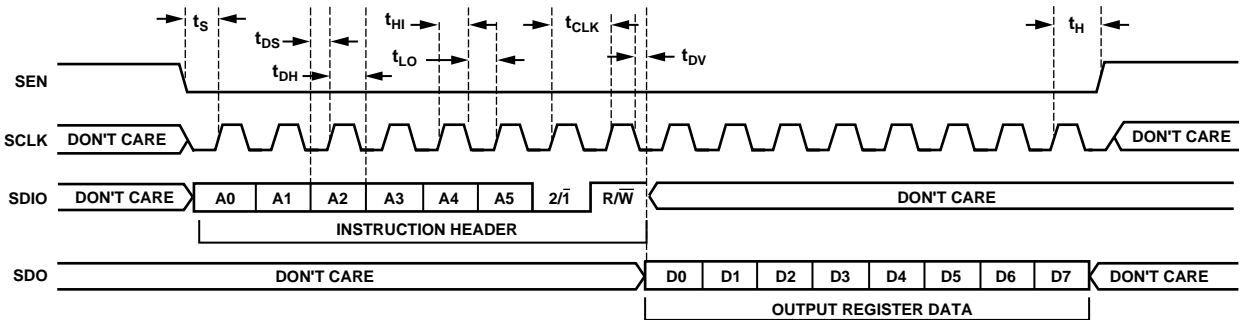 tS
tDS
tDH
tHI
tLO
tCLK
tDV
tH
SEN
SCLK DON'T CARE DON'T CARE
SDIO DON'T CARE A0 A1 A2 A3 A4 A5 2/1̅ R/W̅ DON'T CARE
INSTRUCTION HEADER
SDO DON'T CARE D0 D1 D2 D3 D4 D5 D6 D7 DON'T CARE
OUTPUT REGISTER DATA